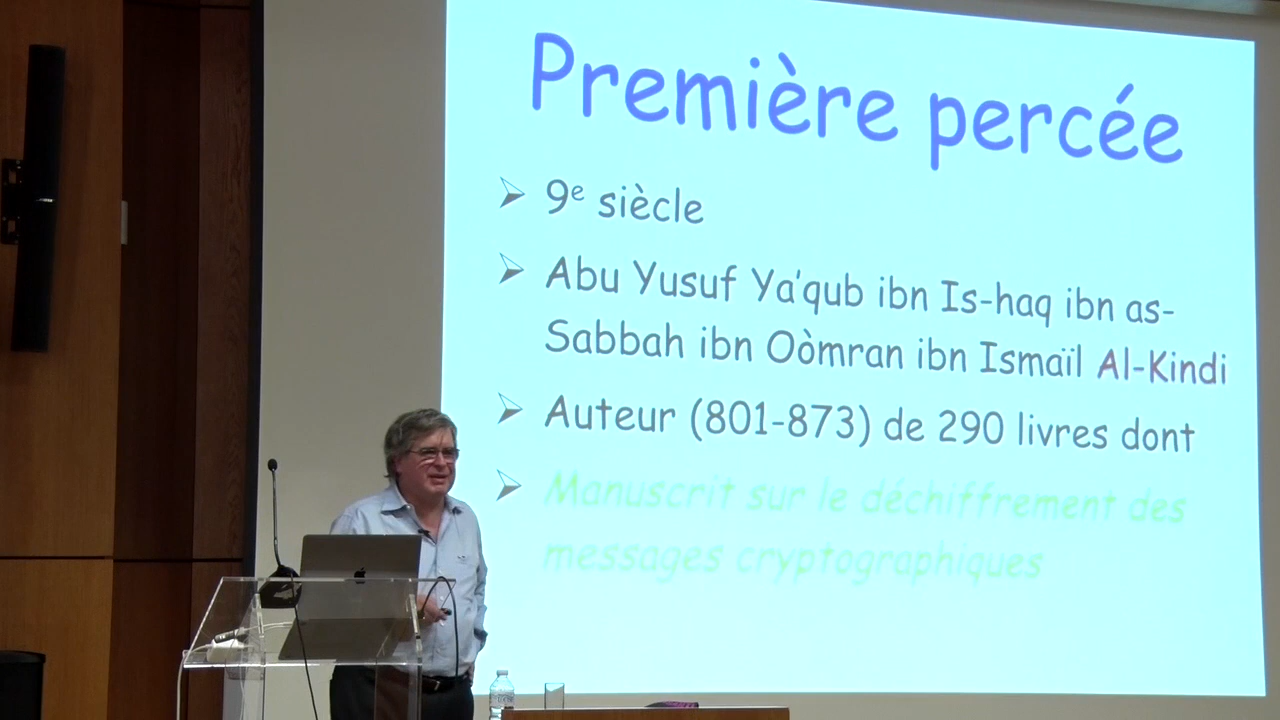 Première percée
9e siècle
Abu Yusuf Ya'qub ibn Is-haq ibn as-
Sabbah ibn Oòmran ibn Ismaïl Al-Kindi
Auteur (801-873) de 290 livres dont
Manuscrit sur le déchiffrement des
messages cryptographiques